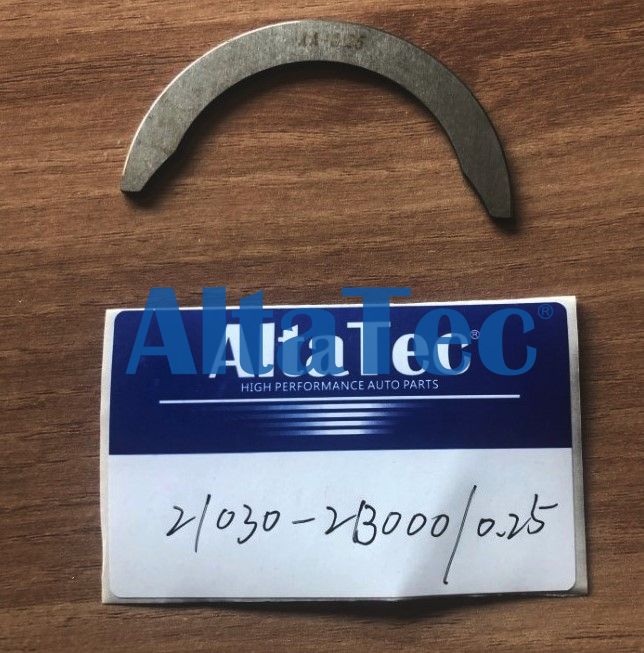 AltaTec®
AltaTec®
HIGH PERFORMANCE AUTO PARTS
21030-2B000/0.25